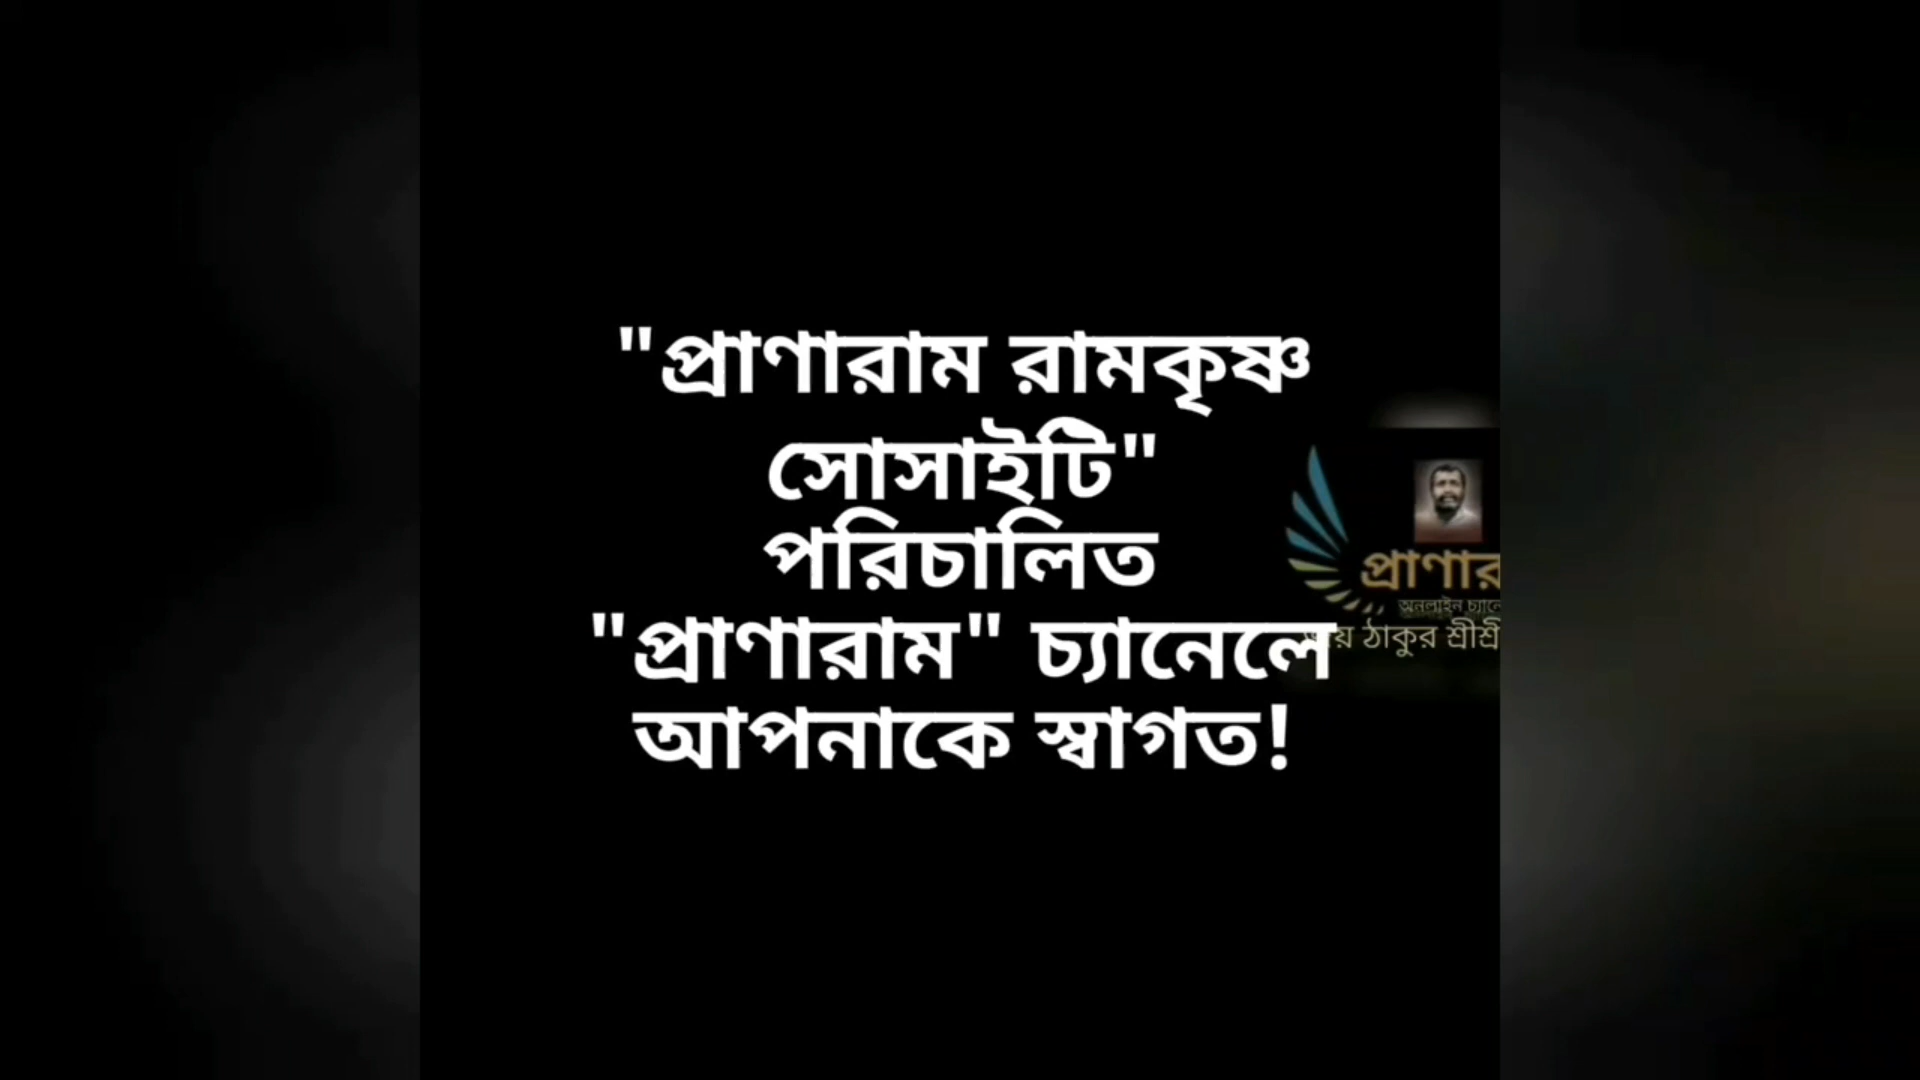 "প্রাণারাম রামকৃষ্ণ
সোসাইটি"
পরিচালিত
"প্রাণারাম" চ্যানেলে
আপনাকে স্বাগত!
ঠাকুর